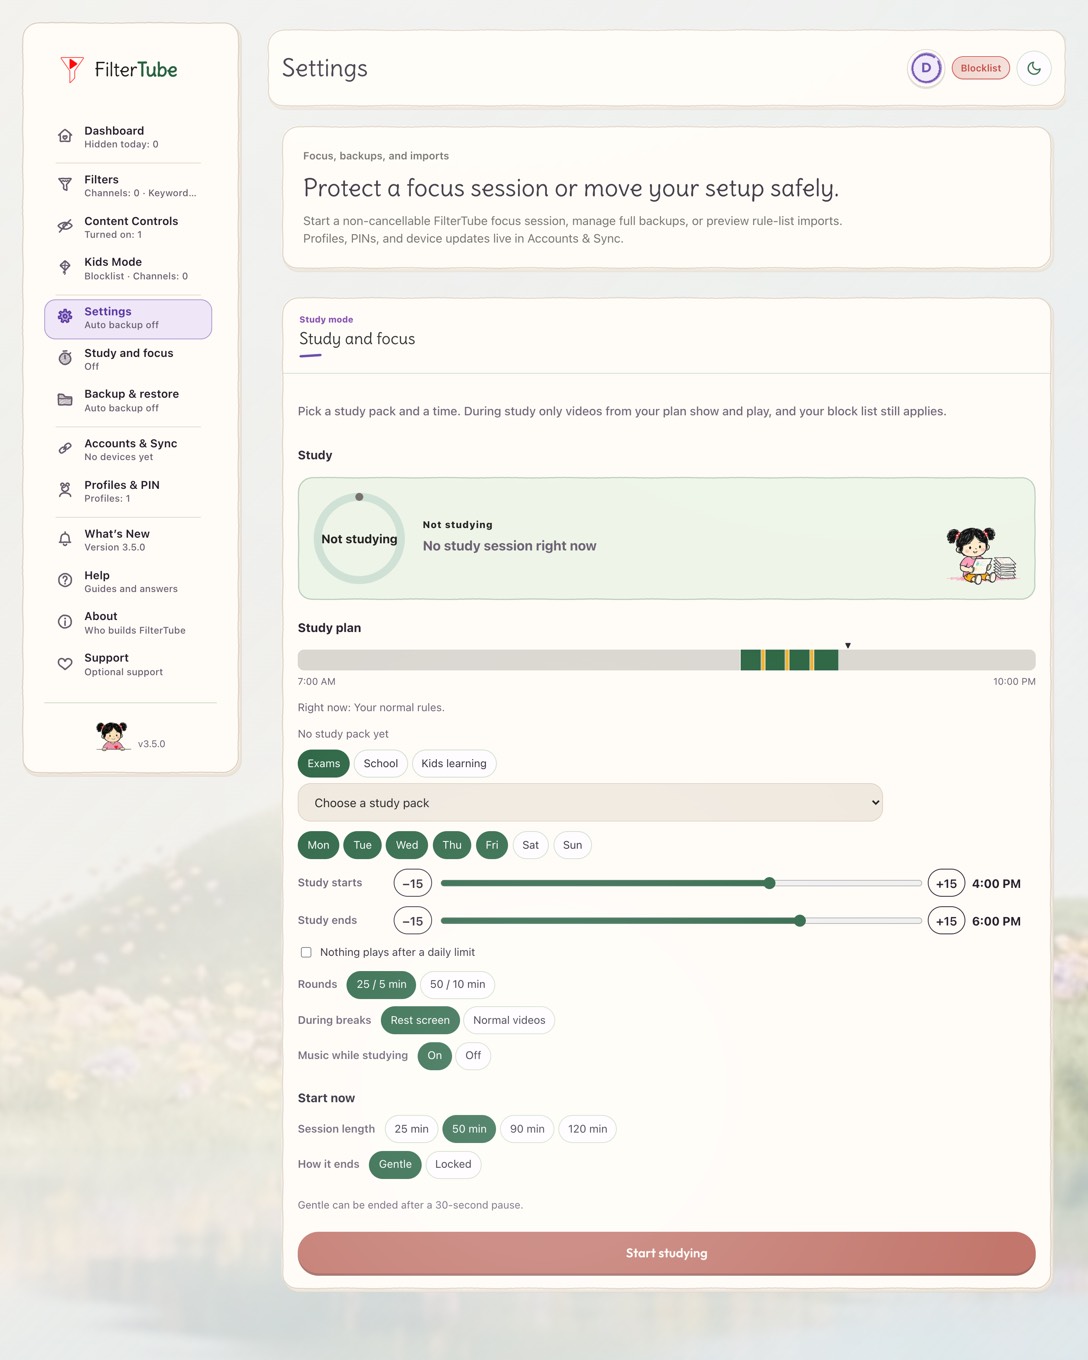 FilterTube
Dashboard
Hidden today: 0
Filters
Channels: 0 · Keyword...
Content Controls
Turned on: 1
Kids Mode
Blocklist · Channels: 0
Settings
Auto backup off
Study and focus
Off
Backup & restore
Auto backup off
Accounts & Sync
No devices yet
Profiles & PIN
Profiles: 1
What's New
Version 3.5.0
Help
Guides and answers
About
Who builds FilterTube
Support
Optional support
v3.5.0
Settings
D
Blocklist
Focus, backups, and imports
Protect a focus session or move your setup safely.
Start a non-cancellable FilterTube focus session, manage full backups, or preview rule-list imports.
Profiles, PINs, and device updates live in Accounts & Sync.
Study mode
Study and focus
Pick a study pack and a time. During study only videos from your plan show and play, and your block list still applies.
Study
Not studying
Not studying
No study session right now
Study plan
7:00 AM 10:00 PM
Right now: Your normal rules.
No study pack yet
Exams School Kids learning
Choose a study pack
Mon Tue Wed Thu Fri Sat Sun
Study starts −15 +15 4:00 PM
Study ends −15 +15 6:00 PM
Nothing plays after a daily limit
Rounds 25 / 5 min 50 / 10 min
During breaks Rest screen Normal videos
Music while studying On Off
Start now
Session length 25 min 50 min 90 min 120 min
How it ends Gentle Locked
Gentle can be ended after a 30-second pause.
Start studying